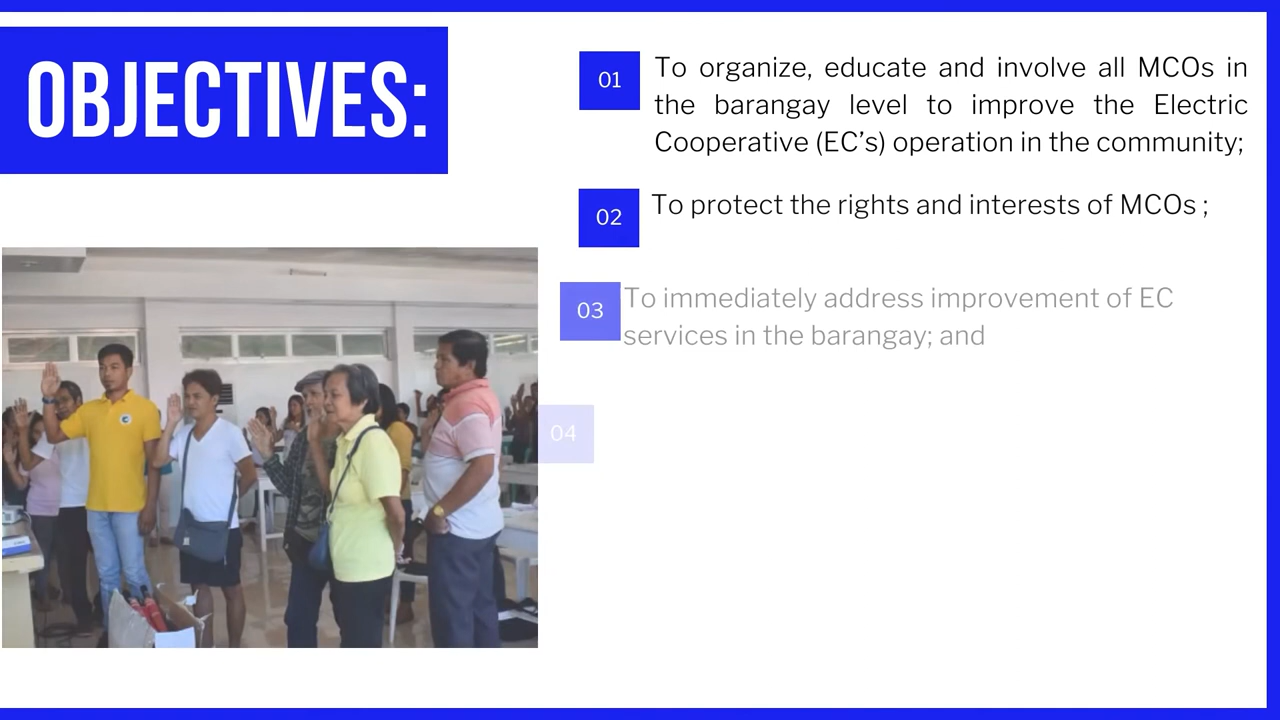 OBJECTIVES:
01
To organize, educate and involve all MCOs in
the barangay level to improve the Electric
Cooperative (EC’s) operation in the community;
02
To protect the rights and interests of MCOs ;
03
To immediately address improvement of EC
services in the barangay; and
04